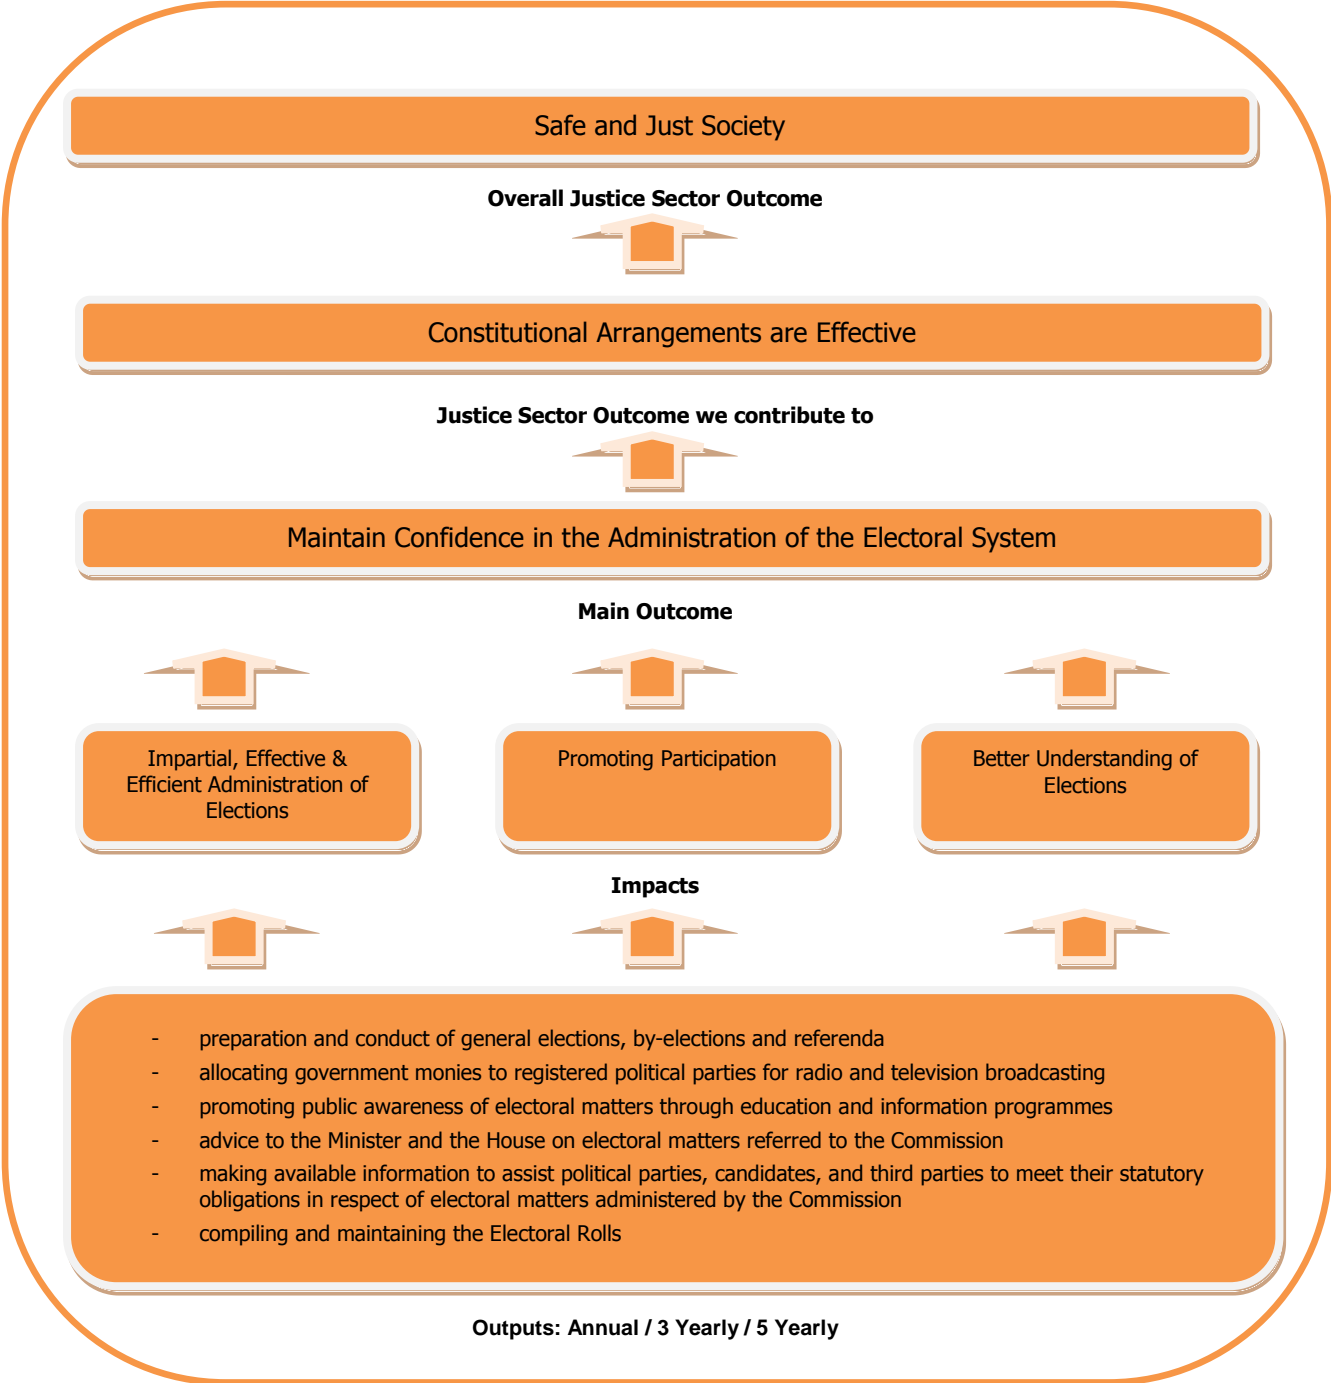 Safe and Just Society
Overall Justice Sector Outcome
Constitutional Arrangements are Effective
Justice Sector Outcome we contribute to
Maintain Confidence in the Administration of the Electoral System
Main Outcome
Impartial, Effective &
Efficient Administration of
Elections
Promoting Participation
Better Understanding of
Elections
Impacts
- preparation and conduct of general elections, by-elections and referenda
- allocating government monies to registered political parties for radio and television broadcasting
- promoting public awareness of electoral matters through education and information programmes
- advice to the Minister and the House on electoral matters referred to the Commission
- making available information to assist political parties, candidates, and third parties to meet their statutory
obligations in respect of electoral matters administered by the Commission
- compiling and maintaining the Electoral Rolls
Outputs: Annual / 3 Yearly / 5 Yearly